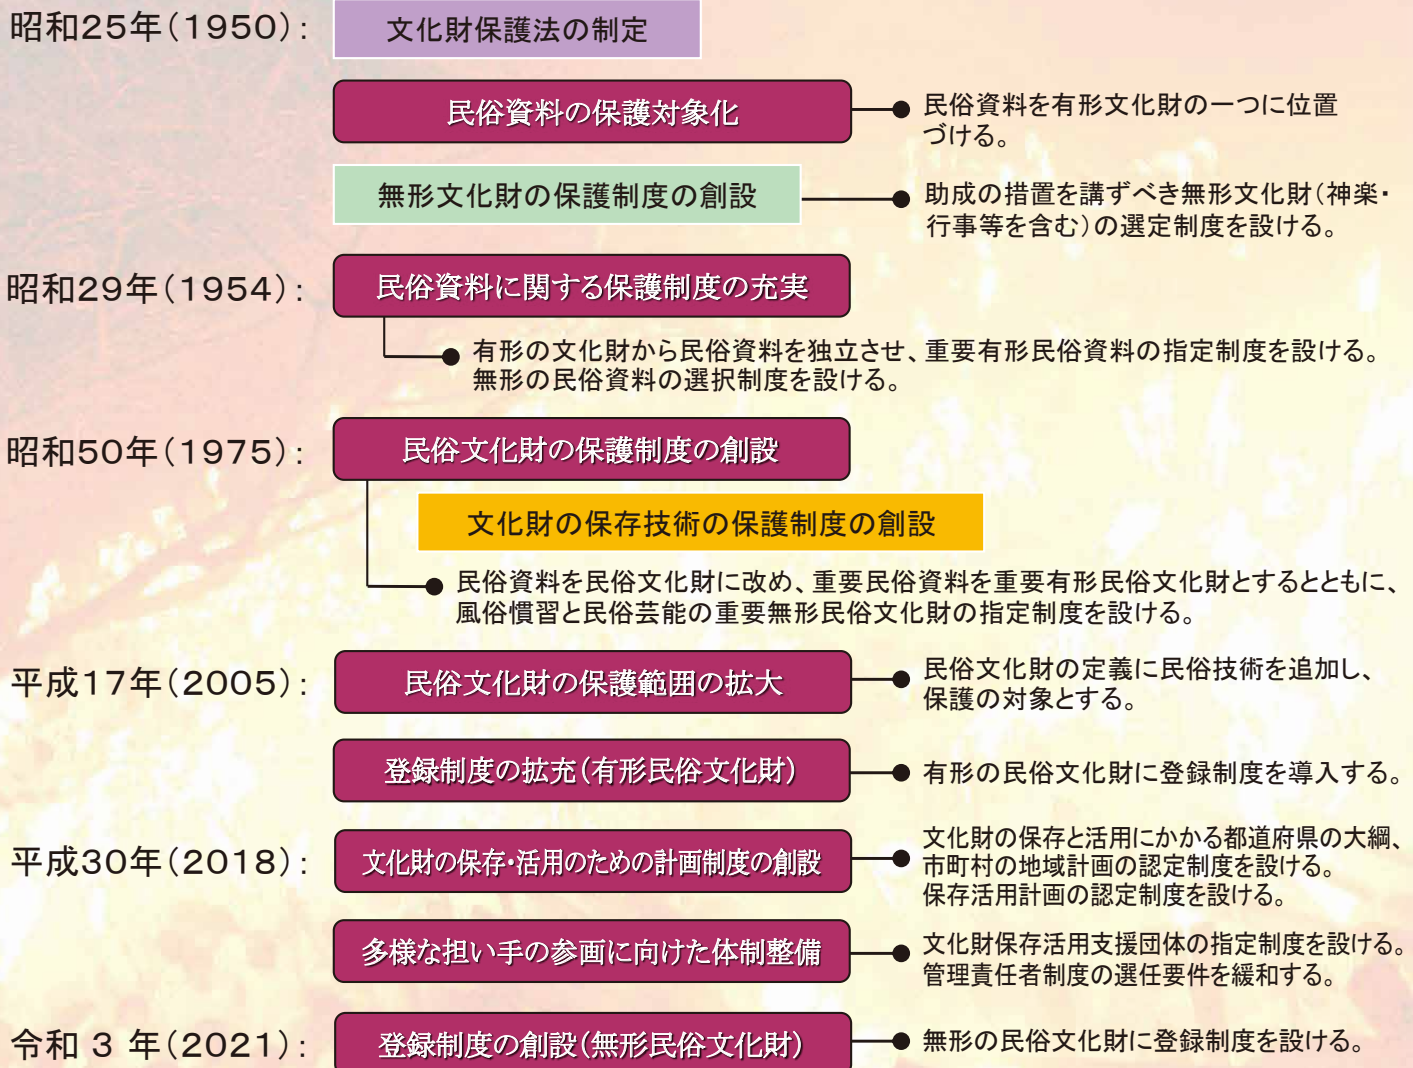 昭和25年(1950):
文化財保護法の制定
民俗資料の保護対象化
民俗資料を有形文化財の一つに位置
づける。
無形文化財の保護制度の創設
助成の措置を講ずべき無形文化財(神楽・
行事等を含む)の選定制度を設ける。
昭和29年(1954):
民俗資料に関する保護制度の充実
有形の文化財から民俗資料を独立させ、重要有形民俗資料の指定制度を設ける。
無形の民俗資料の選択制度を設ける。
昭和50年(1975):
民俗文化財の保護制度の創設
文化財の保存技術の保護制度の創設
民俗資料を民俗文化財に改め、重要民俗資料を重要有形民俗文化財とするとともに、
風俗慣習と民俗芸能の重要無形民俗文化財の指定制度を設ける。
平成17年(2005):
民俗文化財の保護範囲の拡大
民俗文化財の定義に民俗技術を追加し、
保護の対象とする。
登録制度の拡充(有形民俗文化財)
有形の民俗文化財に登録制度を導入する。
平成30年(2018):
文化財の保存・活用のための計画制度の創設
文化財の保存と活用にかかる都道府県の大綱、
市町村の地域計画の認定制度を設ける。
保存活用計画の認定制度を設ける。
多様な担い手の参画に向けた体制整備
文化財保存活用支援団体の指定制度を設ける。
管理責任者制度の選任要件を緩和する。
令和 3 年(2021):
登録制度の創設(無形民俗文化財)
無形の民俗文化財に登録制度を設ける。